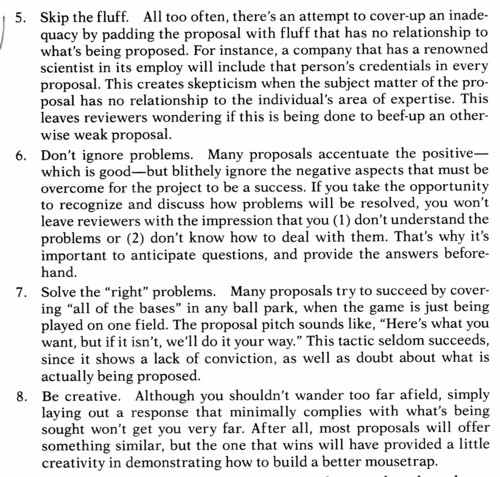 5. Skip the fluff. All too often, there's an attempt to cover-up an inade-
quacy by padding the proposal with fluff that has no relationship to
what's being proposed. For instance, a company that has a renowned
scientist in its employ will include that person's credentials in every
proposal. This creates skepticism when the subject matter of the pro-
posal has no relationship to the individual's area of expertise. This
leaves reviewers wondering if this is being done to beef-up an other-
wise weak proposal.
6. Don't ignore problems. Many proposals accentuate the positive—
which is good—but blithely ignore the negative aspects that must be
overcome for the project to be a success. If you take the opportunity
to recognize and discuss how problems will be resolved, you won't
leave reviewers with the impression that you (1) don't understand the
problems or (2) don't know how to deal with them. That's why it's
important to anticipate questions, and provide the answers before-
hand.
7. Solve the “right” problems. Many proposals try to succeed by cover-
ing “all of the bases” in any ball park, when the game is just being
played on one field. The proposal pitch sounds like, “Here's what you
want, but if it isn't, we'll do it your way.” This tactic seldom succeeds,
since it shows a lack of conviction, as well as doubt about what is
actually being proposed.
8. Be creative. Although you shouldn't wander too far afield, simply
laying out a response that minimally complies with what's being
sought won't get you very far. After all, most proposals will offer
something similar, but the one that wins will have provided a little
creativity in demonstrating how to build a better mousetrap.